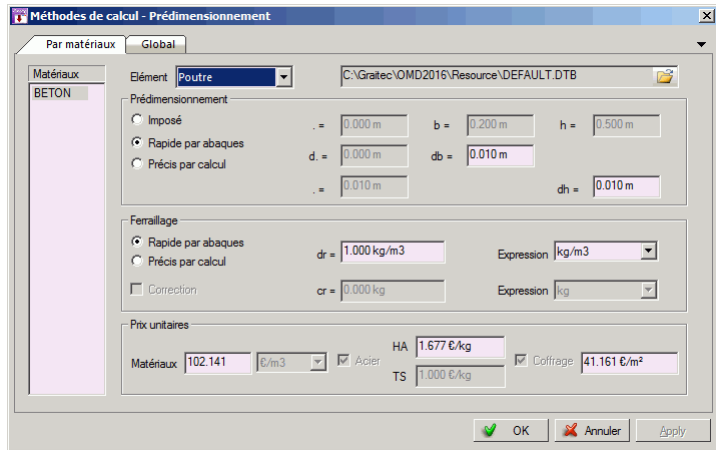 Méthodes de calcul - Prédimensionnement
Par matériaux Global
Matériaux
BETON
Elément Poutre C:\Graitec\OMD2016\Resource\DEFAULT.DTB
Prédimensionnement
Imposé . = 0.000 m b = 0.200 m h = 0.500 m
Rapide par abaques
d. = 0.000 m db = 0.010 m
Précis par calcul
. = 0.010 m dh = 0.010 m
Ferraillage
Rapide par abaques
dr = 1.000 kg/m3 Expression kg/m3
Précis par calcul
Correction cr = 0.000 kg Expression kg
Prix unitaires
HA 1.677 €/kg
Matériaux 102.141 €/m3 Acier Coffrage 41.161 €/m²
TS 1.000 €/kg
OK Annuler Apply